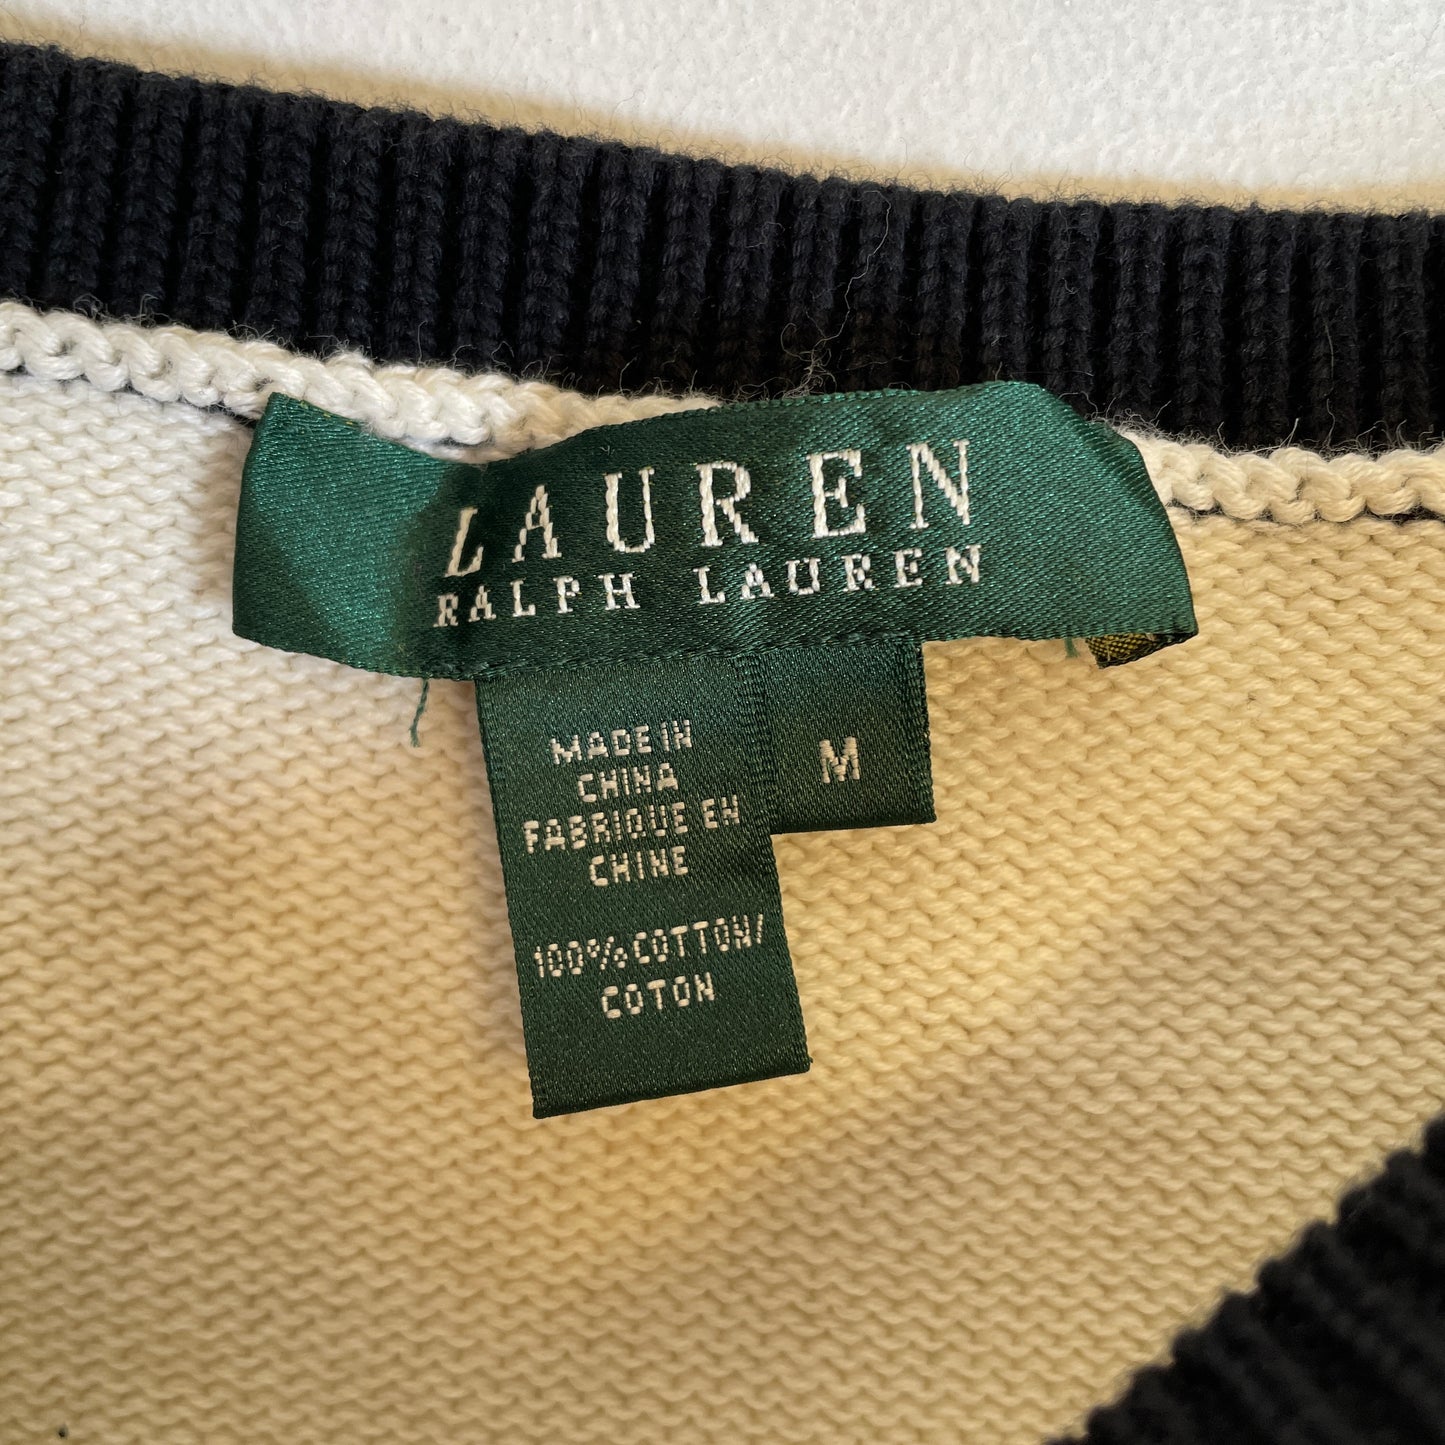 LAUREN
RALPH LAUREN
MADE IN
CHINA
FABRIQUE EN
CHINE
100% COTTON/
COTON
M